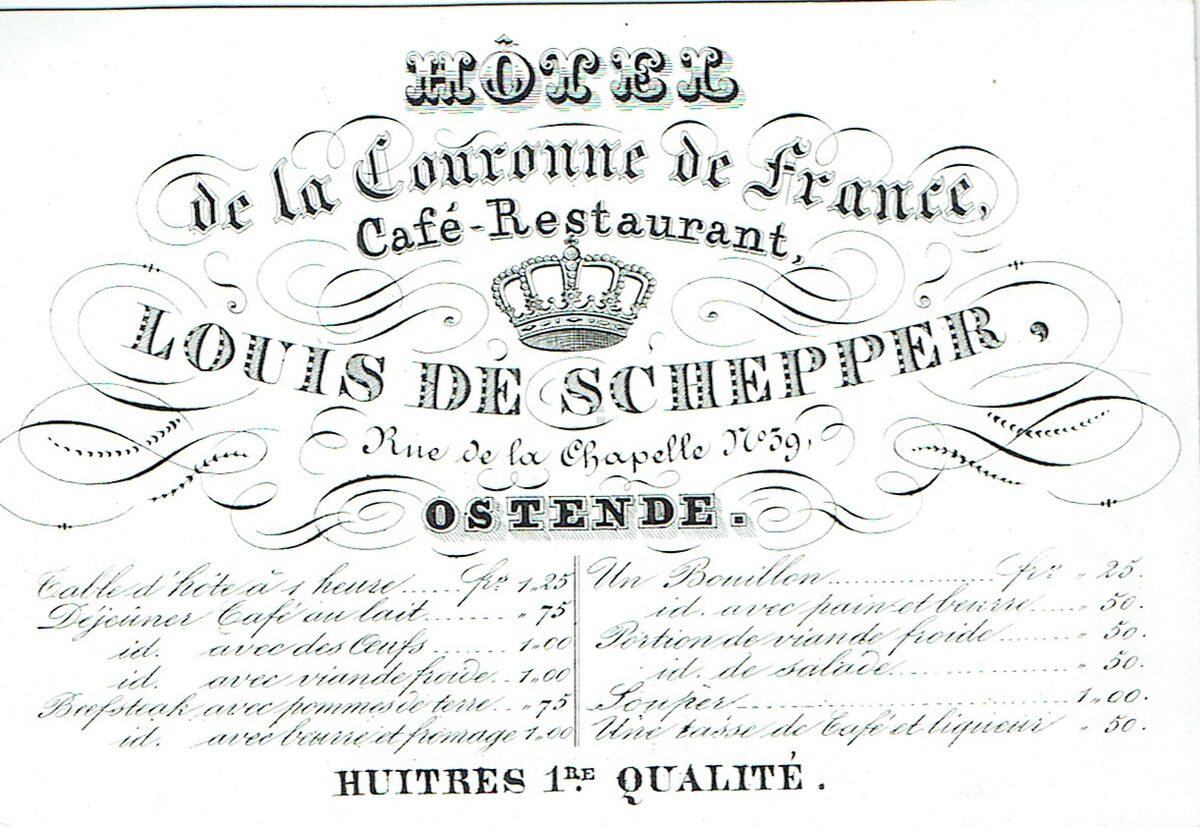 HÔTEL
de la Couronne de France,
Café-Restaurant,
LOUIS DE SCHEPPER,
Rue de la Chapelle No 39,
OSTENDE.
Table d'hôte à 1 heure...... frs 1,,25
Déjeúner Café au lait........ ,, 75
id. avec des Œufs........ 1,,00
id. avec viande froide.. 1,,00
Beefsteak avec pommes de terre.. ,, 75
id. avec beurre et fromage 1,,00
Un Bouillon.................... frs ,, 25.
id. avec pain et beurre..... ,, 50.
Portion de viande froide......... ,, 50.
id. de salade.................... ,, 50.
Soupèr........................................ 1,,00.
Une tasse de Café et liqueur ,, 50.
HUITRES 1RE QUALITÉ.